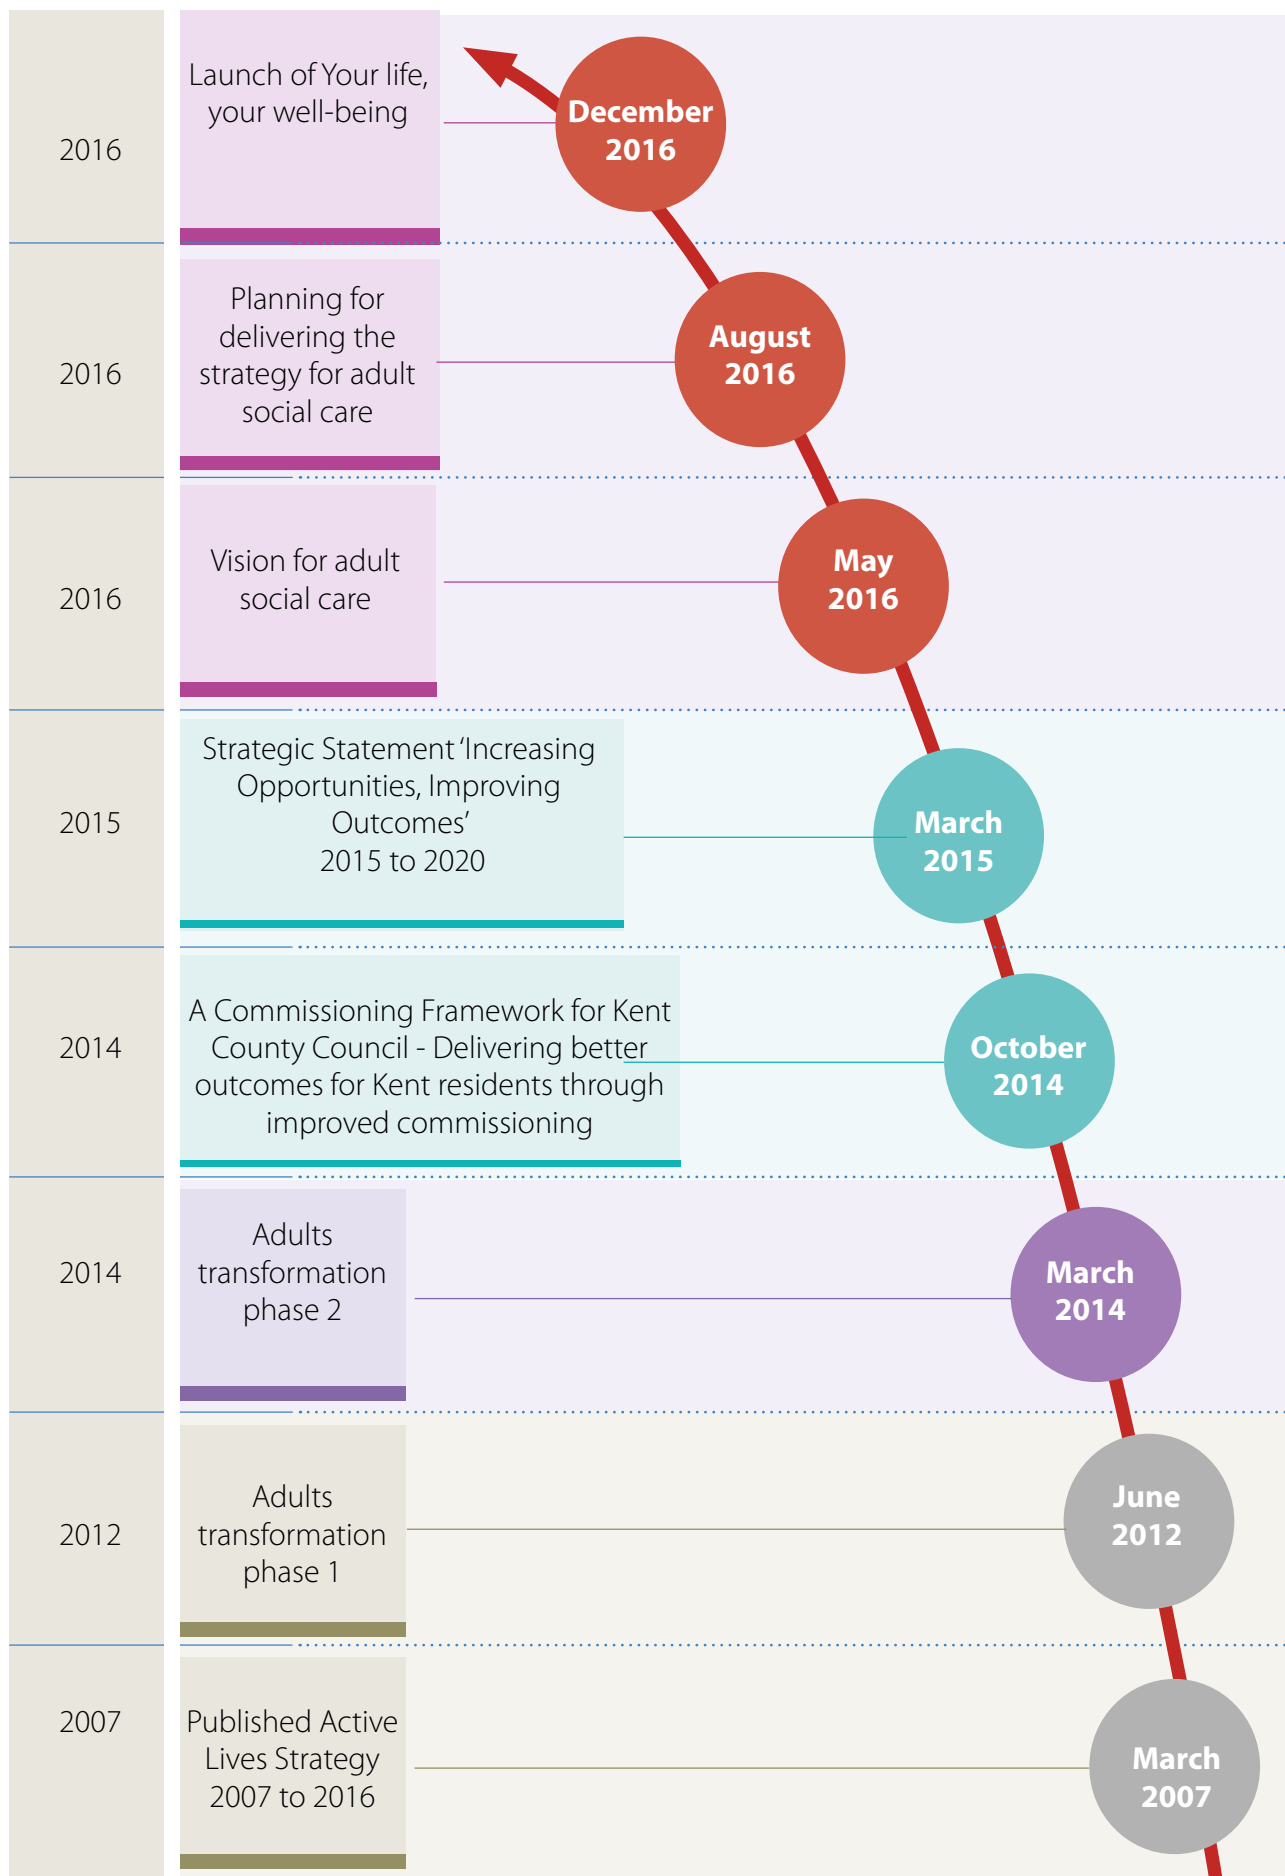 2016
Launch of Your life,
your well-being
December
2016
2016
Planning for
delivering the
strategy for adult
social care
August
2016
2016
Vision for adult
social care
May
2016
2015
Strategic Statement ‘Increasing
Opportunities, Improving
Outcomes’
2015 to 2020
March
2015
2014
A Commissioning Framework for Kent
County Council - Delivering better
outcomes for Kent residents through
improved commissioning
October
2014
2014
Adults
transformation
phase 2
March
2014
2012
Adults
transformation
phase 1
June
2012
2007
Published Active
Lives Strategy
2007 to 2016
March
2007